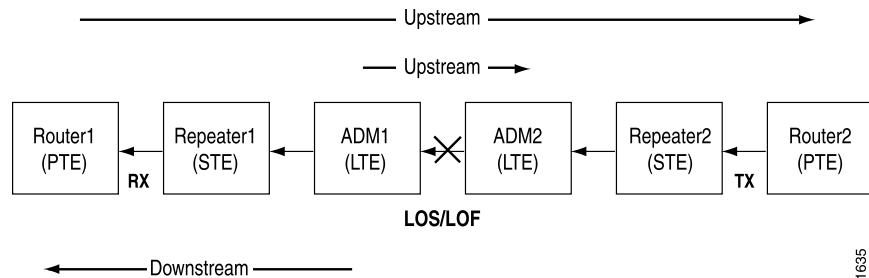 Upstream
Upstream
Router1
(PTE)
Repeater1
(STE)
ADM1
(LTE)
ADM2
(LTE)
Repeater2
(STE)
Router2
(PTE)
RX
TX
LOS/LOF
Downstream
1635